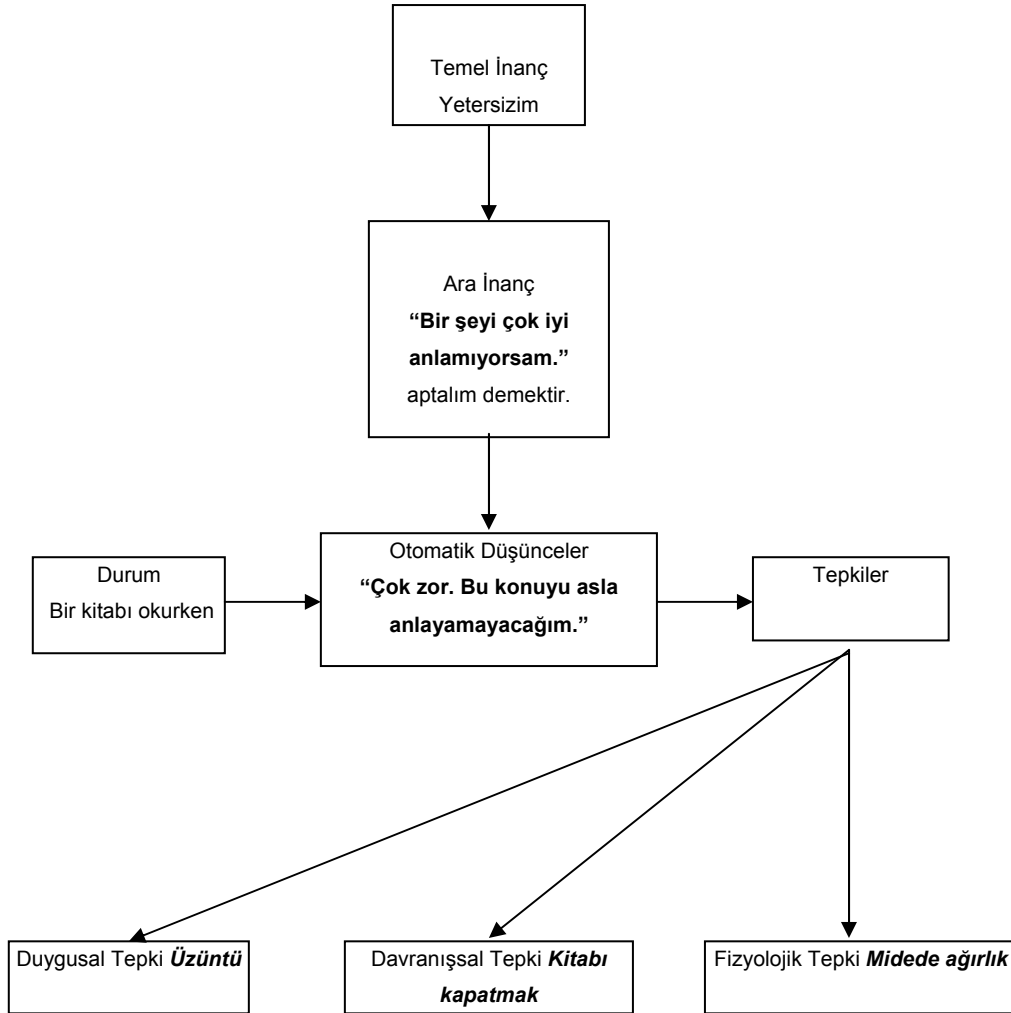 Temel İnanç
Yetersizim
Ara İnanç
“Bir şeyi çok iyi
anlamıyorsam.”
aptalım demektir.
Durum
Bir kitabı okurken
Otomatik Düşünceler
“Çok zor. Bu konuyu asla
anlayamayacağım.”
Tepkiler
Duygusal Tepki Üzüntü
Davranışsal Tepki Kitabı
kapatmak
Fizyolojik Tepki Midede ağırlık